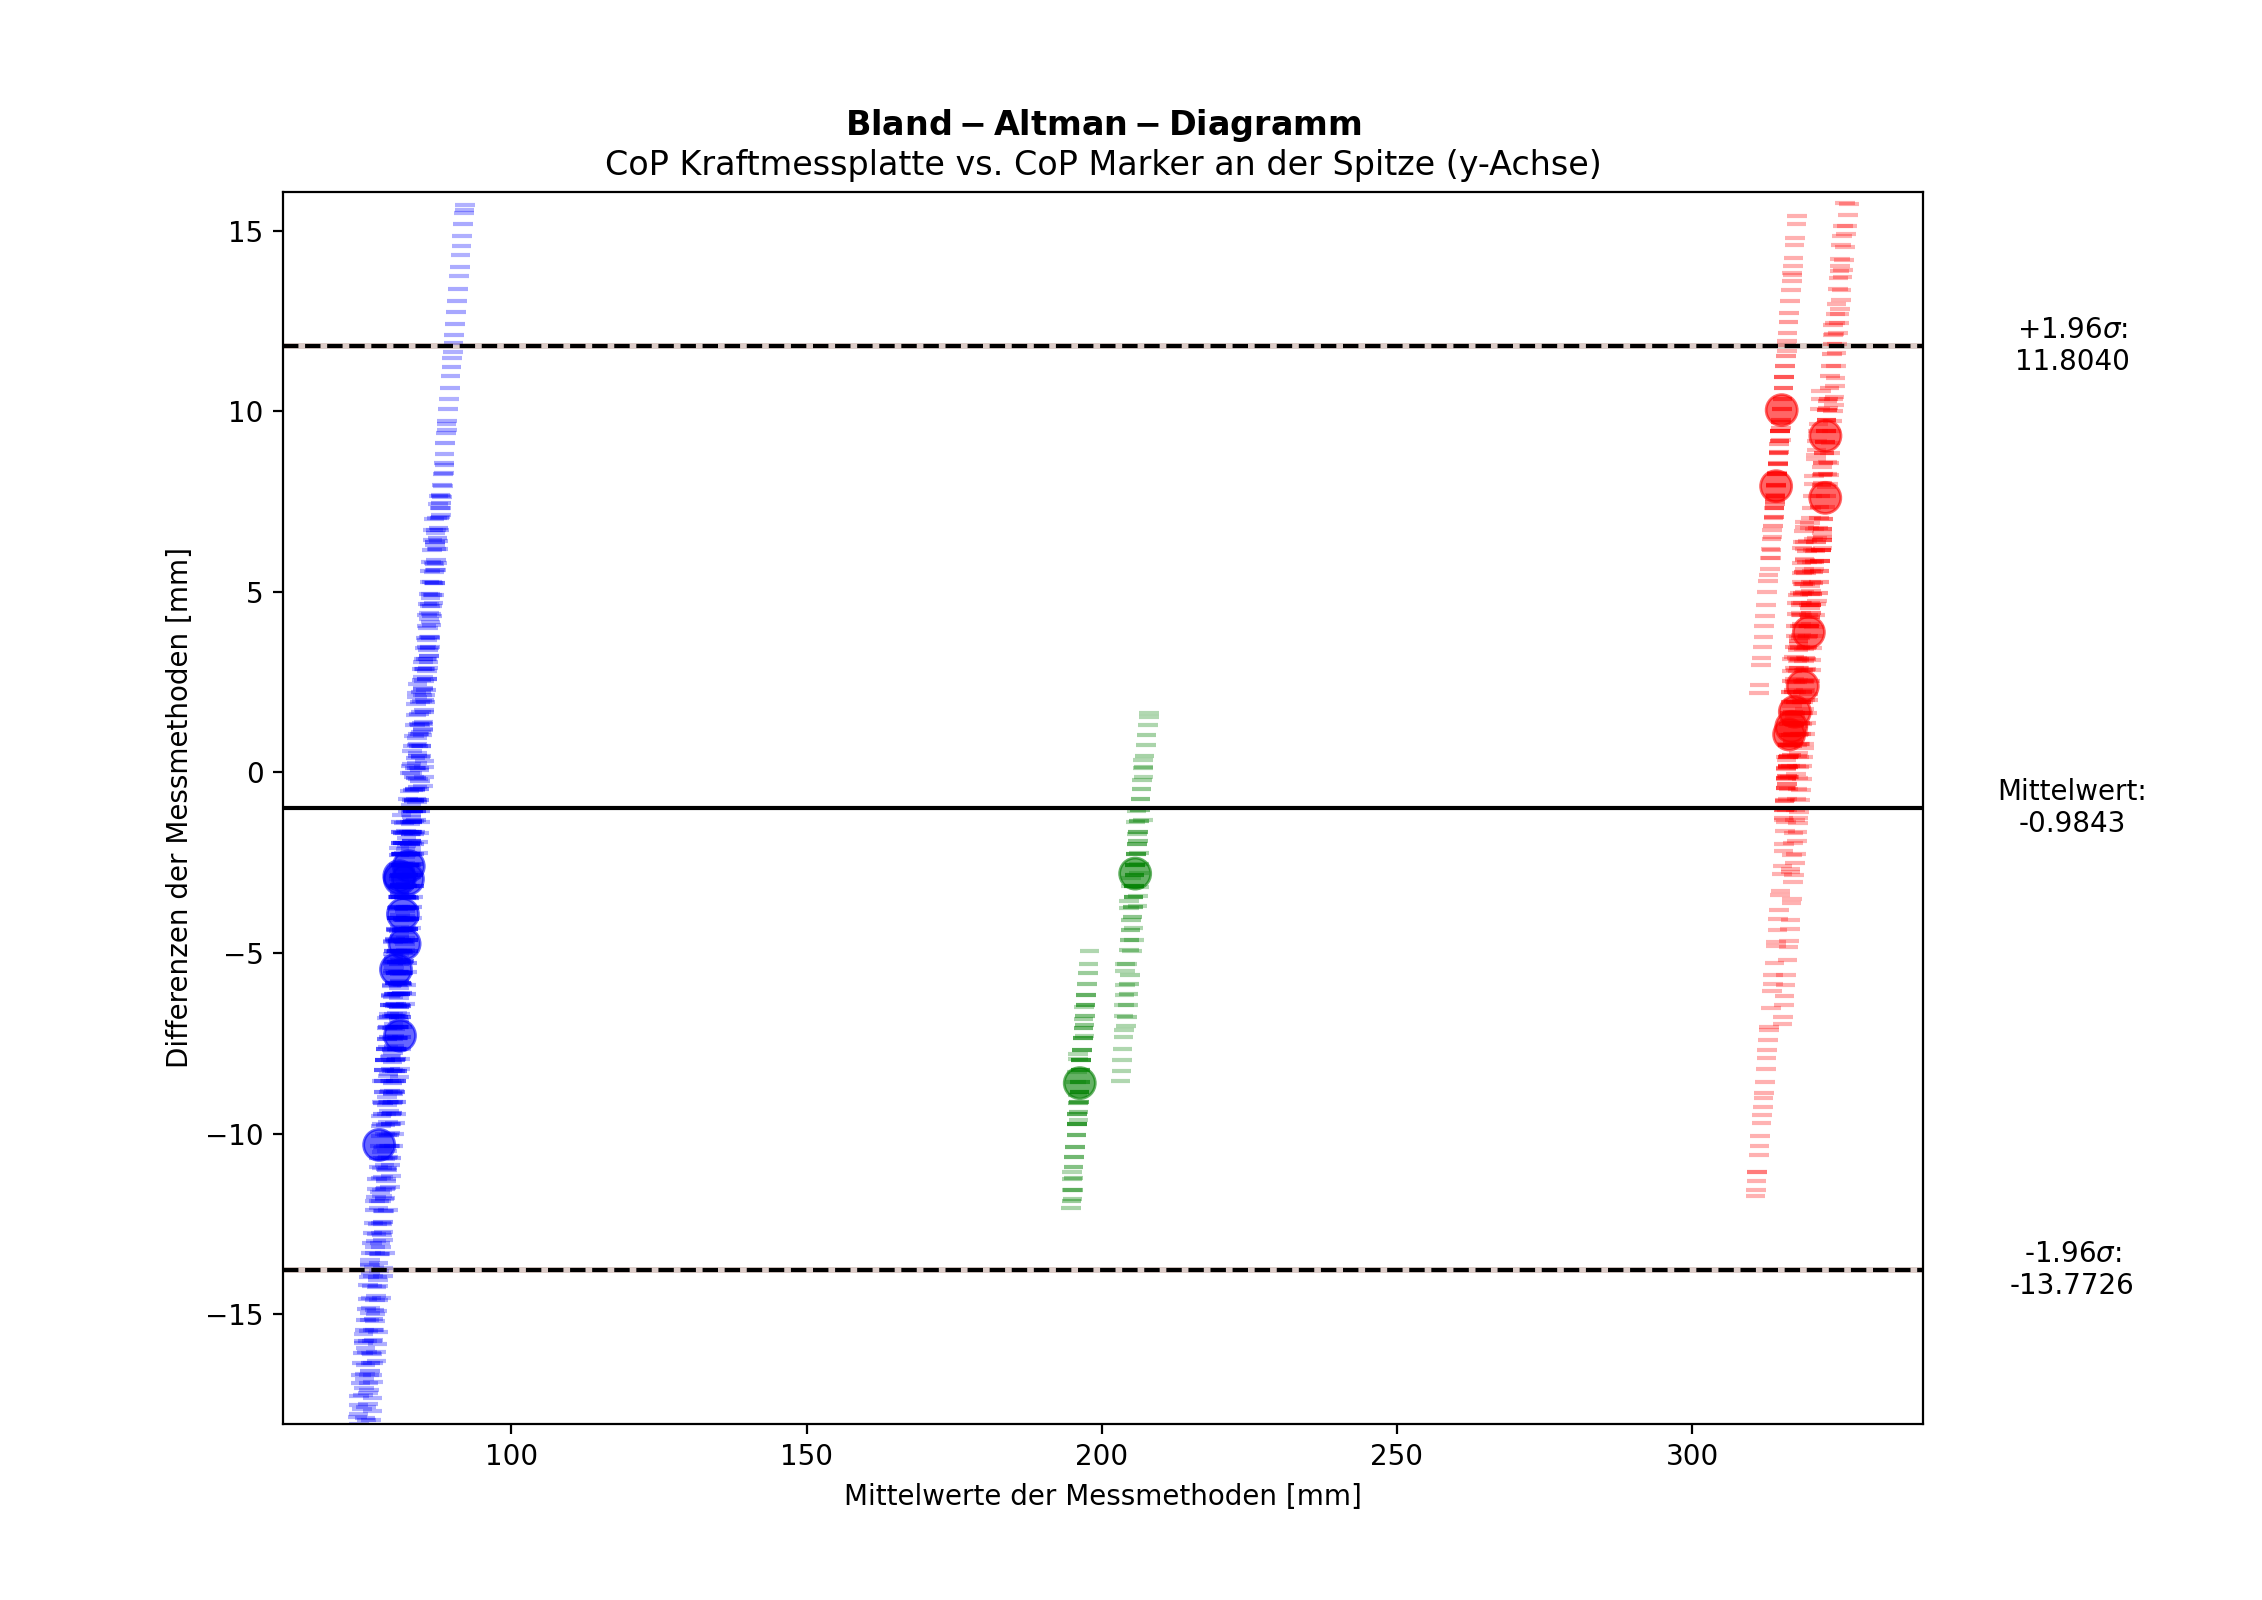 Bland – Altman – Diagramm
CoP Kraftmessplatte vs. CoP Marker an der Spitze (y-Achse)
Differenzen der Messmethoden [mm]
15
10
5
0
−5
−10
−15
+1.96σ:
11.8040
Mittelwert:
-0.9843
-1.96σ:
-13.7726
100
150
200
250
300
Mittelwerte der Messmethoden [mm]